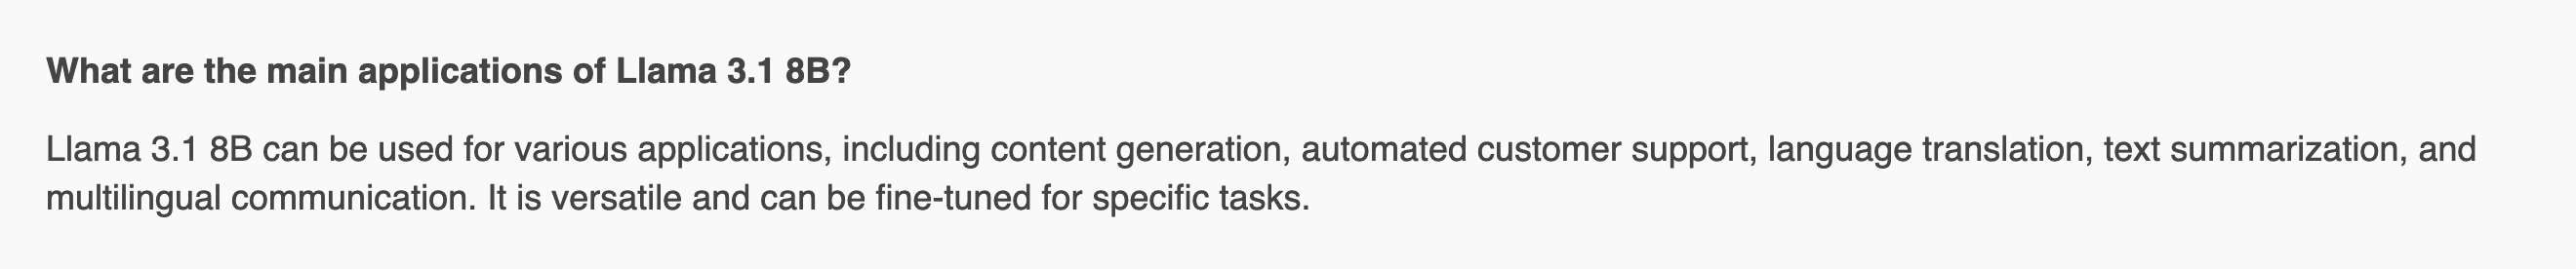 What are the main applications of Llama 3.1 8B?
Llama 3.1 8B can be used for various applications, including content generation, automated customer support, language translation, text summarization, and
multilingual communication. It is versatile and can be fine-tuned for specific tasks.